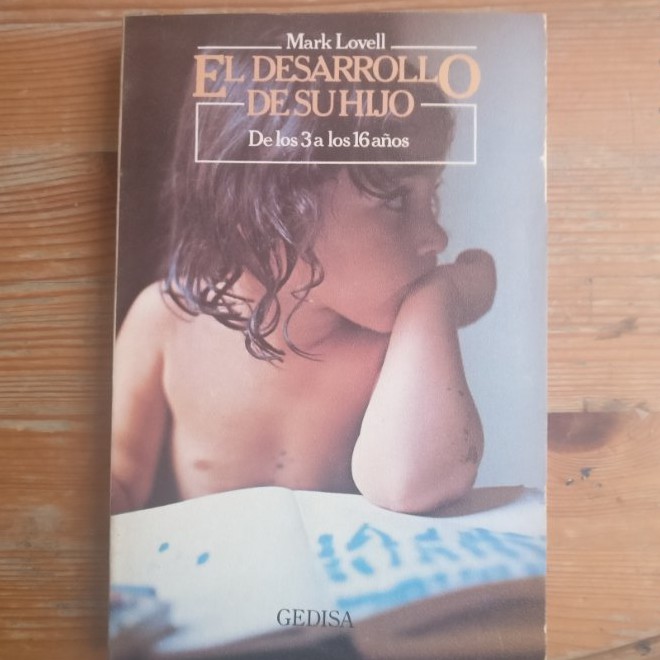 Mark Lovell
EL DESARROLLO
DE SU HIJO
De los 3 a los 16 años
GEDISA